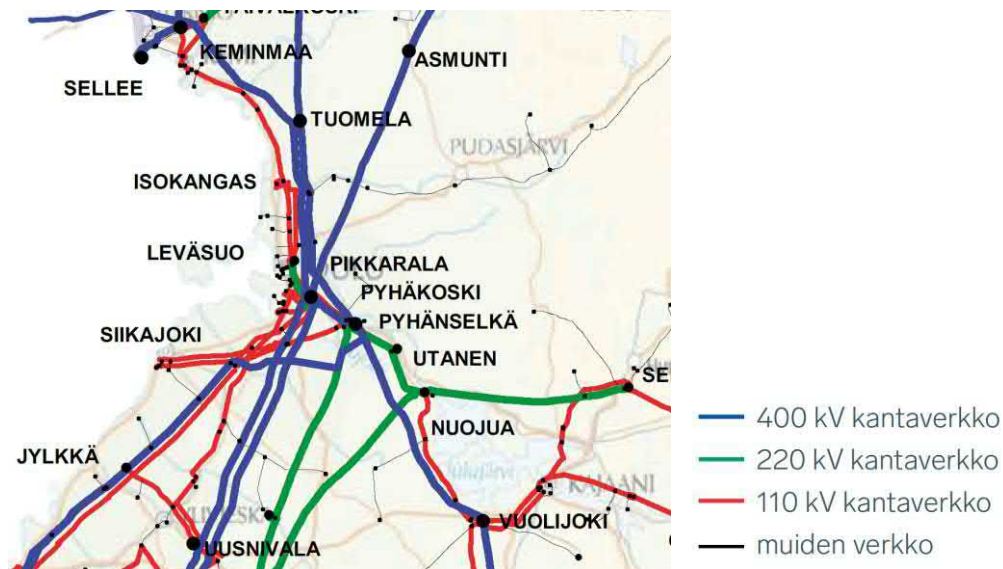 KEMINMAA
ASMUNTI
SELLEE
TUOMELA
PUDASJÄRVI
ISOKANGAS
LEVÄSUO
PIKKARALA
PYHÄKOSKI
PYHÄNSELKÄ
SIIKAJOKI
UTANEN
SE
NUOJUA
JYLKKÄ
KAJAANI
VUOLIJOKI
UUSNIVALA
400 kV kantaverkko
220 kV kantaverkko
110 kV kantaverkko
muiden verkko